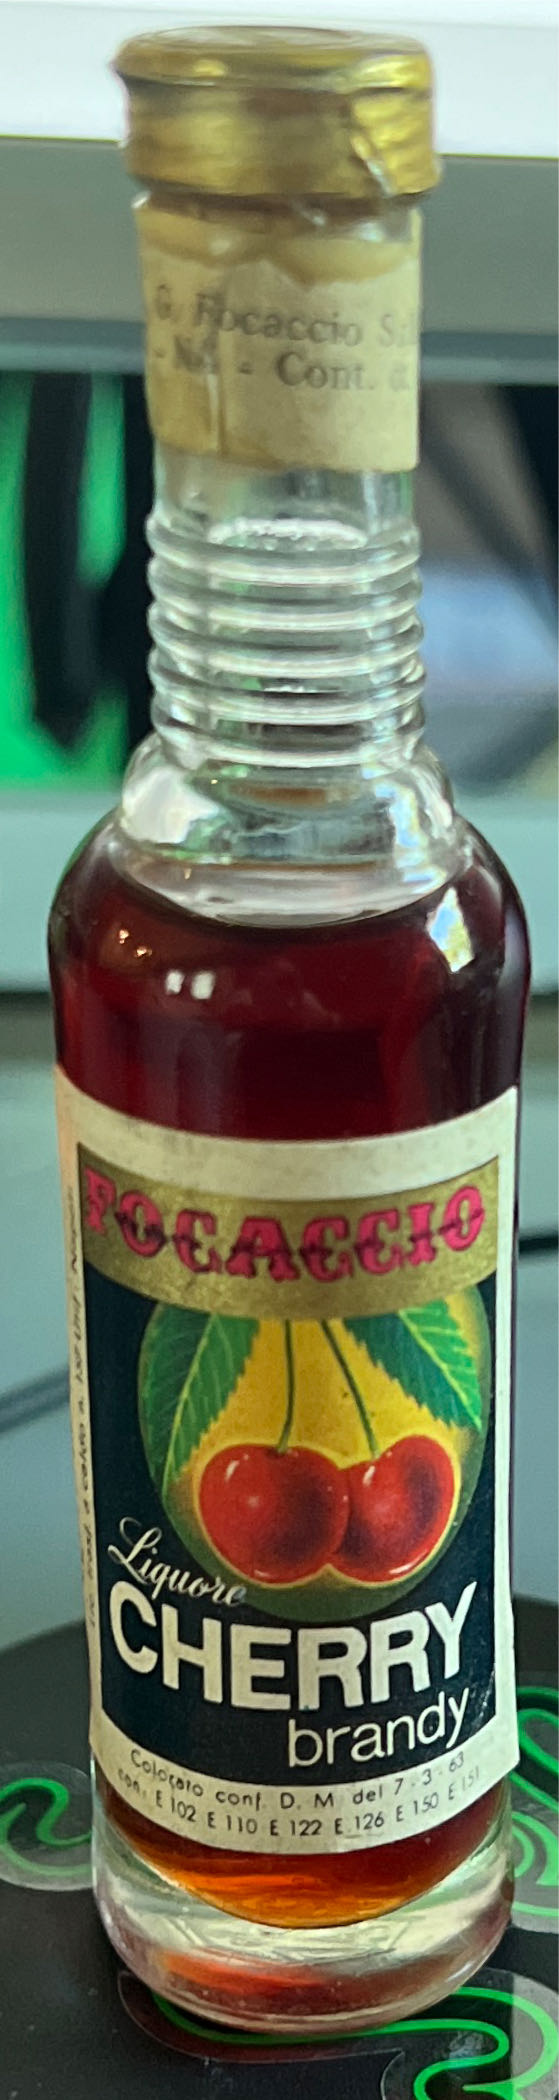 G. Focaccio
- Cont.
FOCACCIO
Liquore
CHERRY
brandy
Colorato conf. D. M del 7-3-63
con. E 102 E 110 E 122 E 126 E 150 E 151